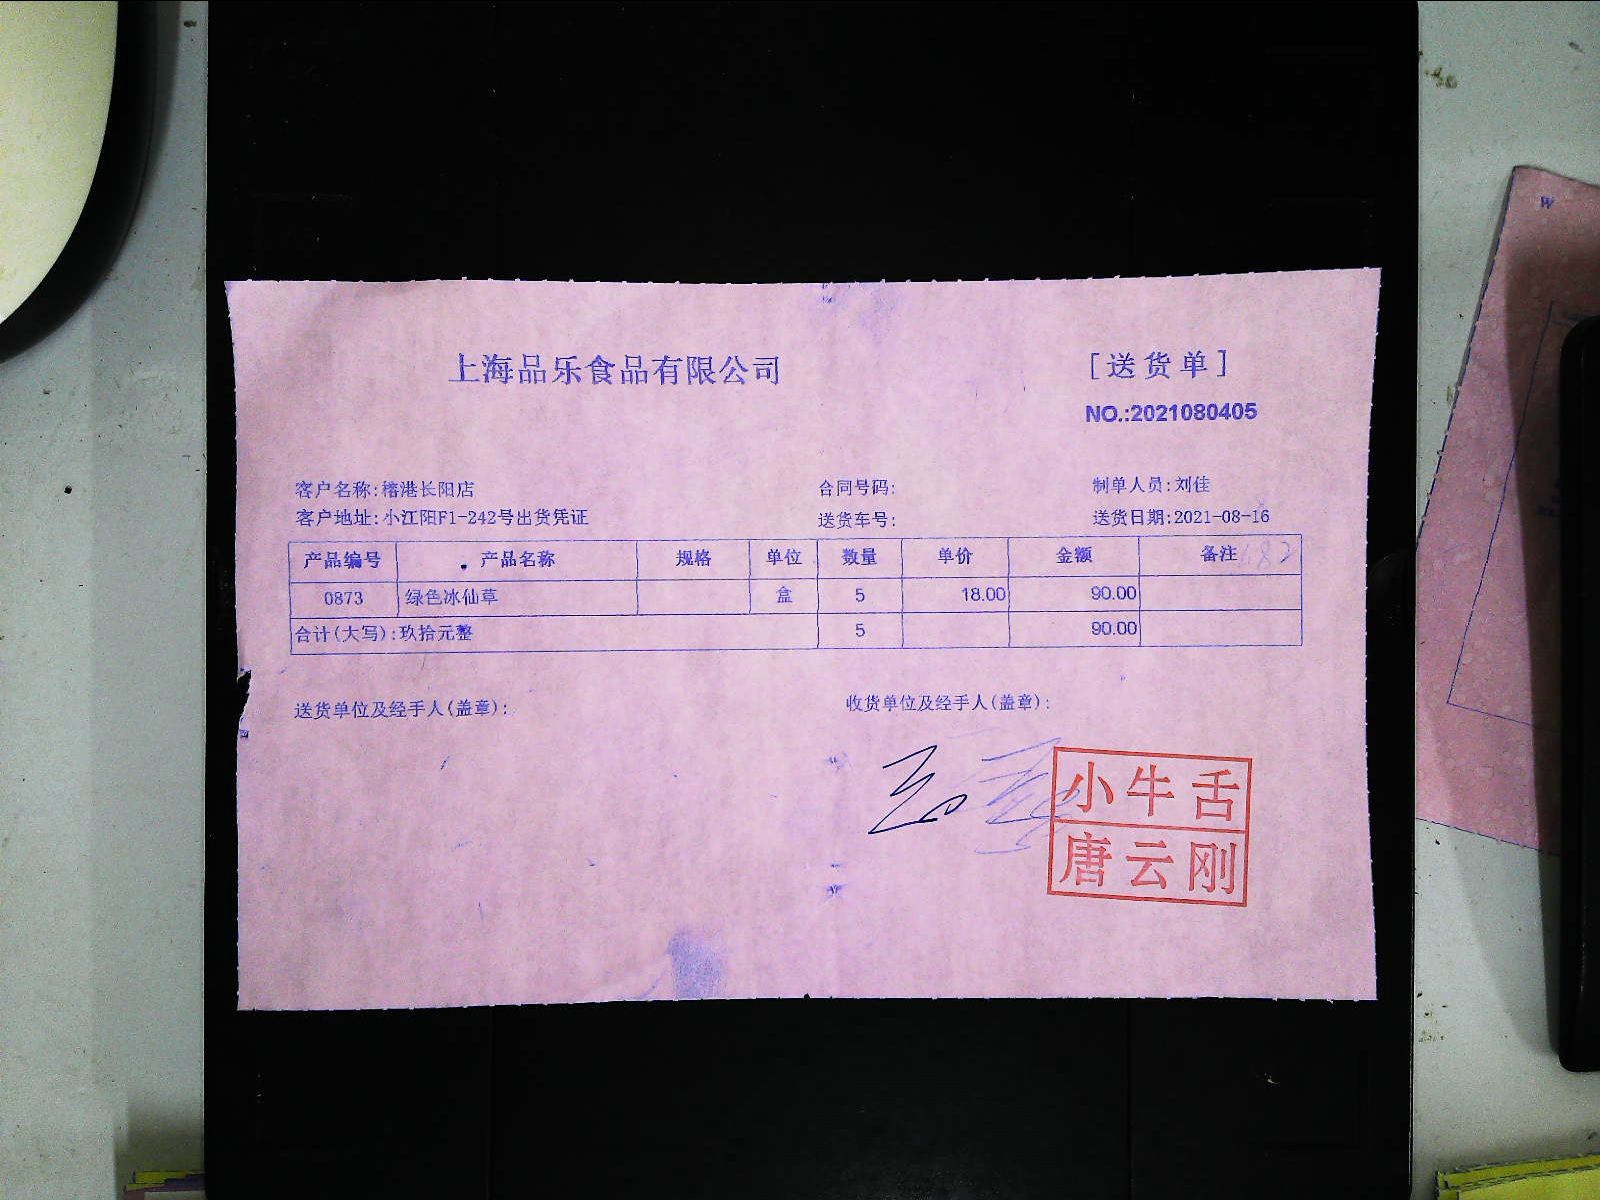 上海品乐食品有限公司
[送货单]
NO.:2021080405
客户名称:榕港长阳店 合同号码: 制单人员:刘佳
客户地址:小江阳F1-242号出货凭证 送货车号: 送货日期:2021-08-16
产品编号 产品名称 规格 单位 数量 单价 金额 备注
0873 绿色冰仙草 盒 5 18.00 90.00
合计(大写):玖拾元整 5 90.00
送货单位及经手人(盖章): 收货单位及经手人(盖章):
小牛舌
唐云刚
W